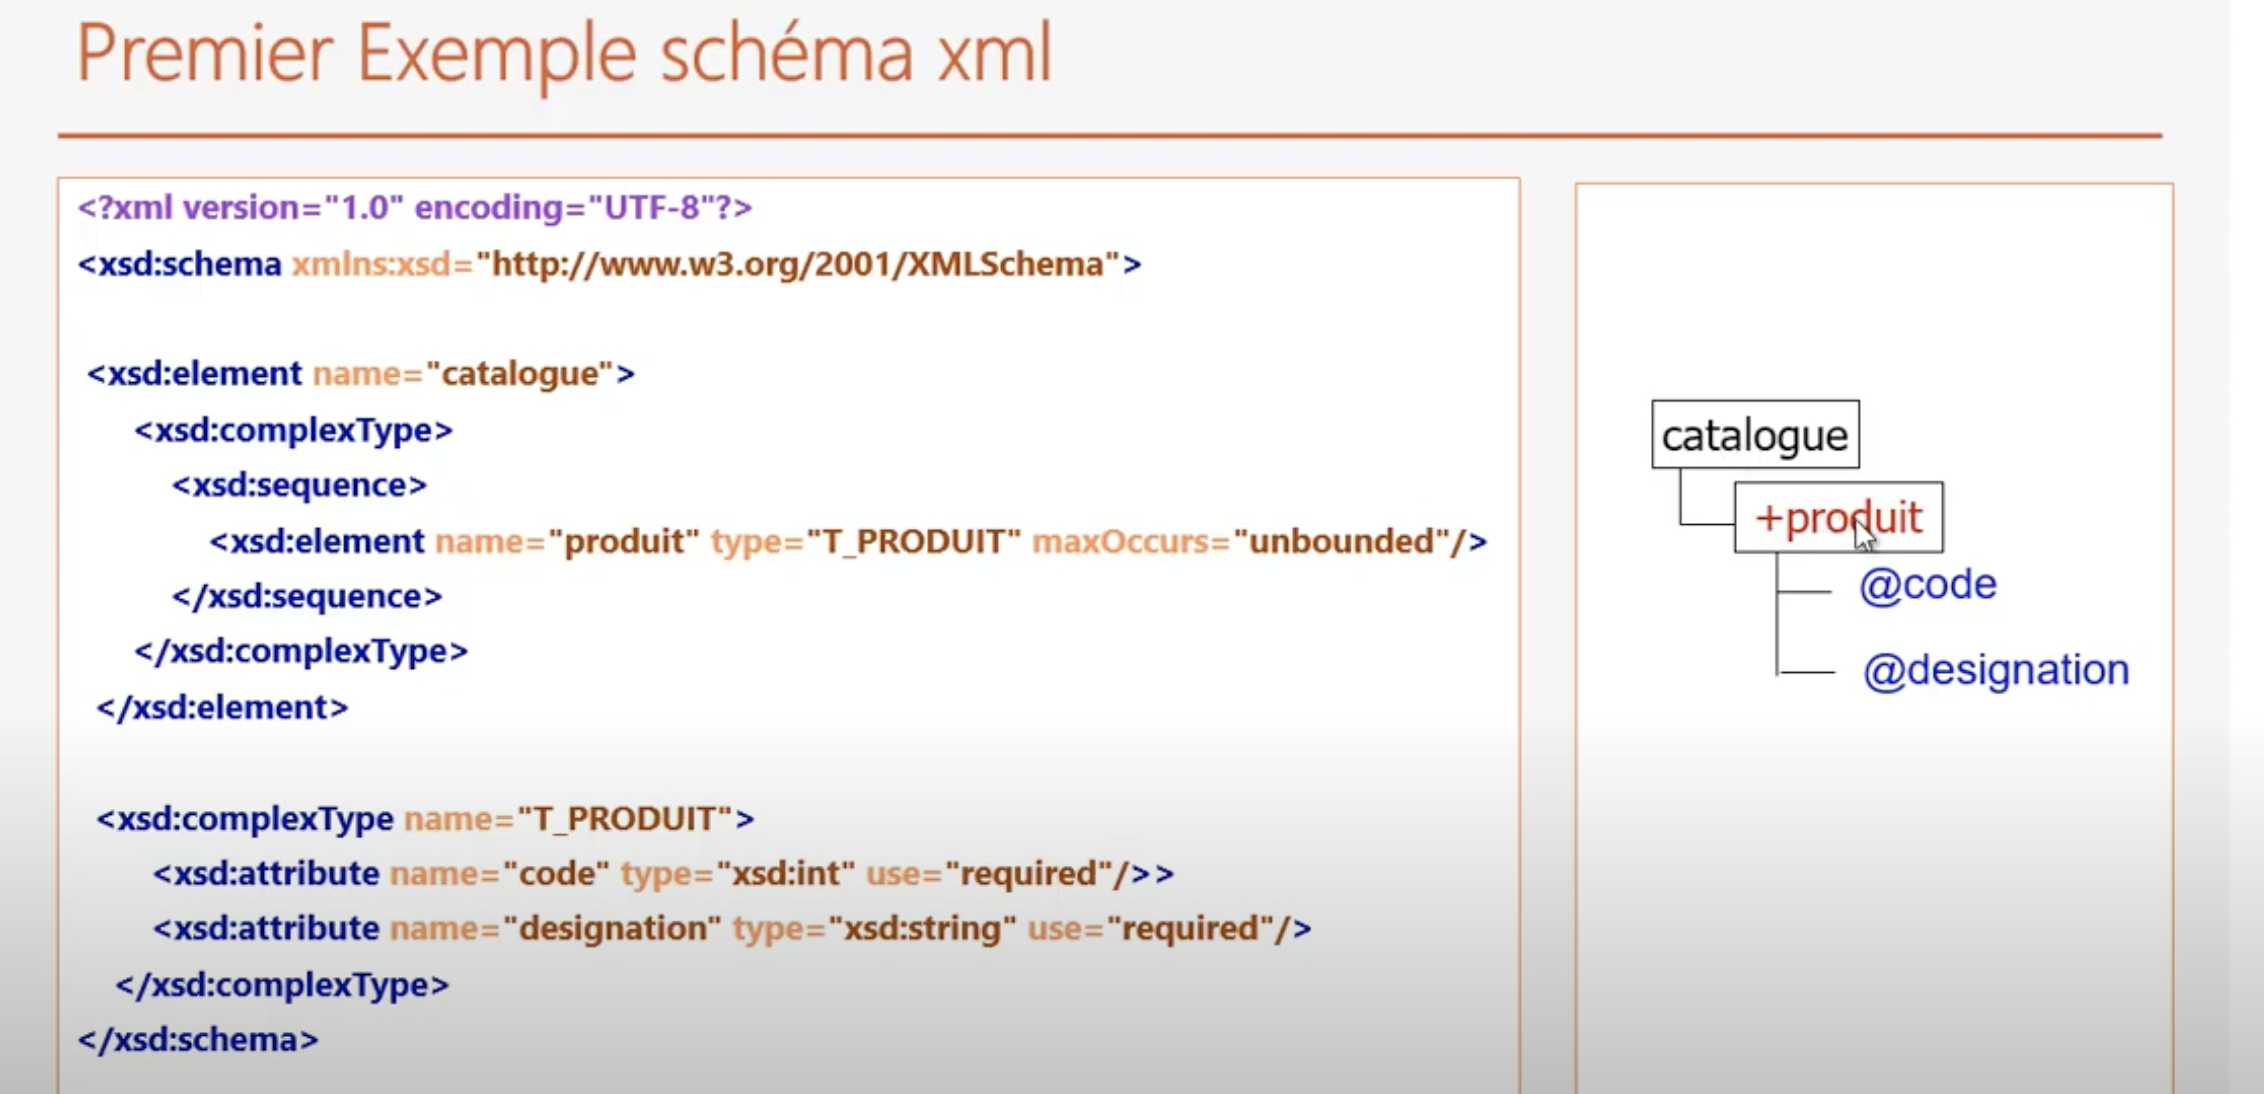 Premier Exemple schéma xml
<?xml version="1.0" encoding="UTF-8"?>
<xsd:schema xmlns:xsd="http://www.w3.org/2001/XMLSchema">
<xsd:element name="catalogue">
<xsd:complexType>
<xsd:sequence>
<xsd:element name="produit" type="T_PRODUIT" maxOccurs="unbounded"/>
</xsd:sequence>
</xsd:complexType>
</xsd:element>
<xsd:complexType name="T_PRODUIT">
<xsd:attribute name="code" type="xsd:int" use="required"/>>
<xsd:attribute name="designation" type="xsd:string" use="required"/>
</xsd:complexType>
</xsd:schema>
catalogue
+produit
@code
@designation